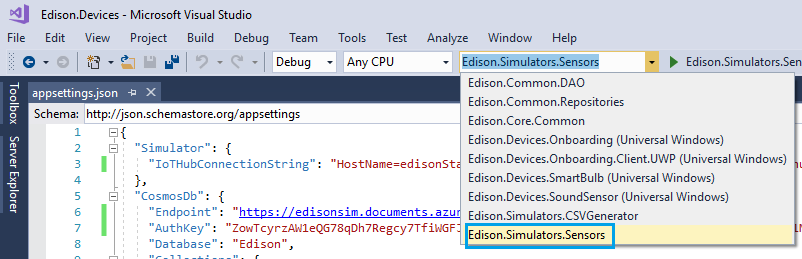 Edison.Devices - Microsoft Visual Studio
File Edit View Project Build Debug Team Tools Test Analyze Window Help
Debug Any CPU Edison.Simulators.Sensors Edison.Simulators.Sen
Toolbox
Server Explorer
appsettings.json
Schema: http://json.schemastore.org/appsettings
Edison.Common.DAO
Edison.Common.Repositories
Edison.Core.Common
Edison.Devices.Onboarding (Universal Windows)
Edison.Devices.Onboarding.Client.UWP (Universal Windows)
Edison.Devices.SmartBulb (Universal Windows)
Edison.Devices.SoundSensor (Universal Windows)
Edison.Simulators.CSVGenerator
Edison.Simulators.Sensors
1 {
2 "Simulator": {
3 "IoTHubConnectionString": "HostName=edisonSta
4 },
5 "CosmosDb": {
6 "Endpoint": "https://edisonsim.documents.azur
7 "AuthKey": "ZowTcyrzAW1eQG78qDh7Regcy7TfiWGF
8 "Database": "Edison",
9 "Collections": {